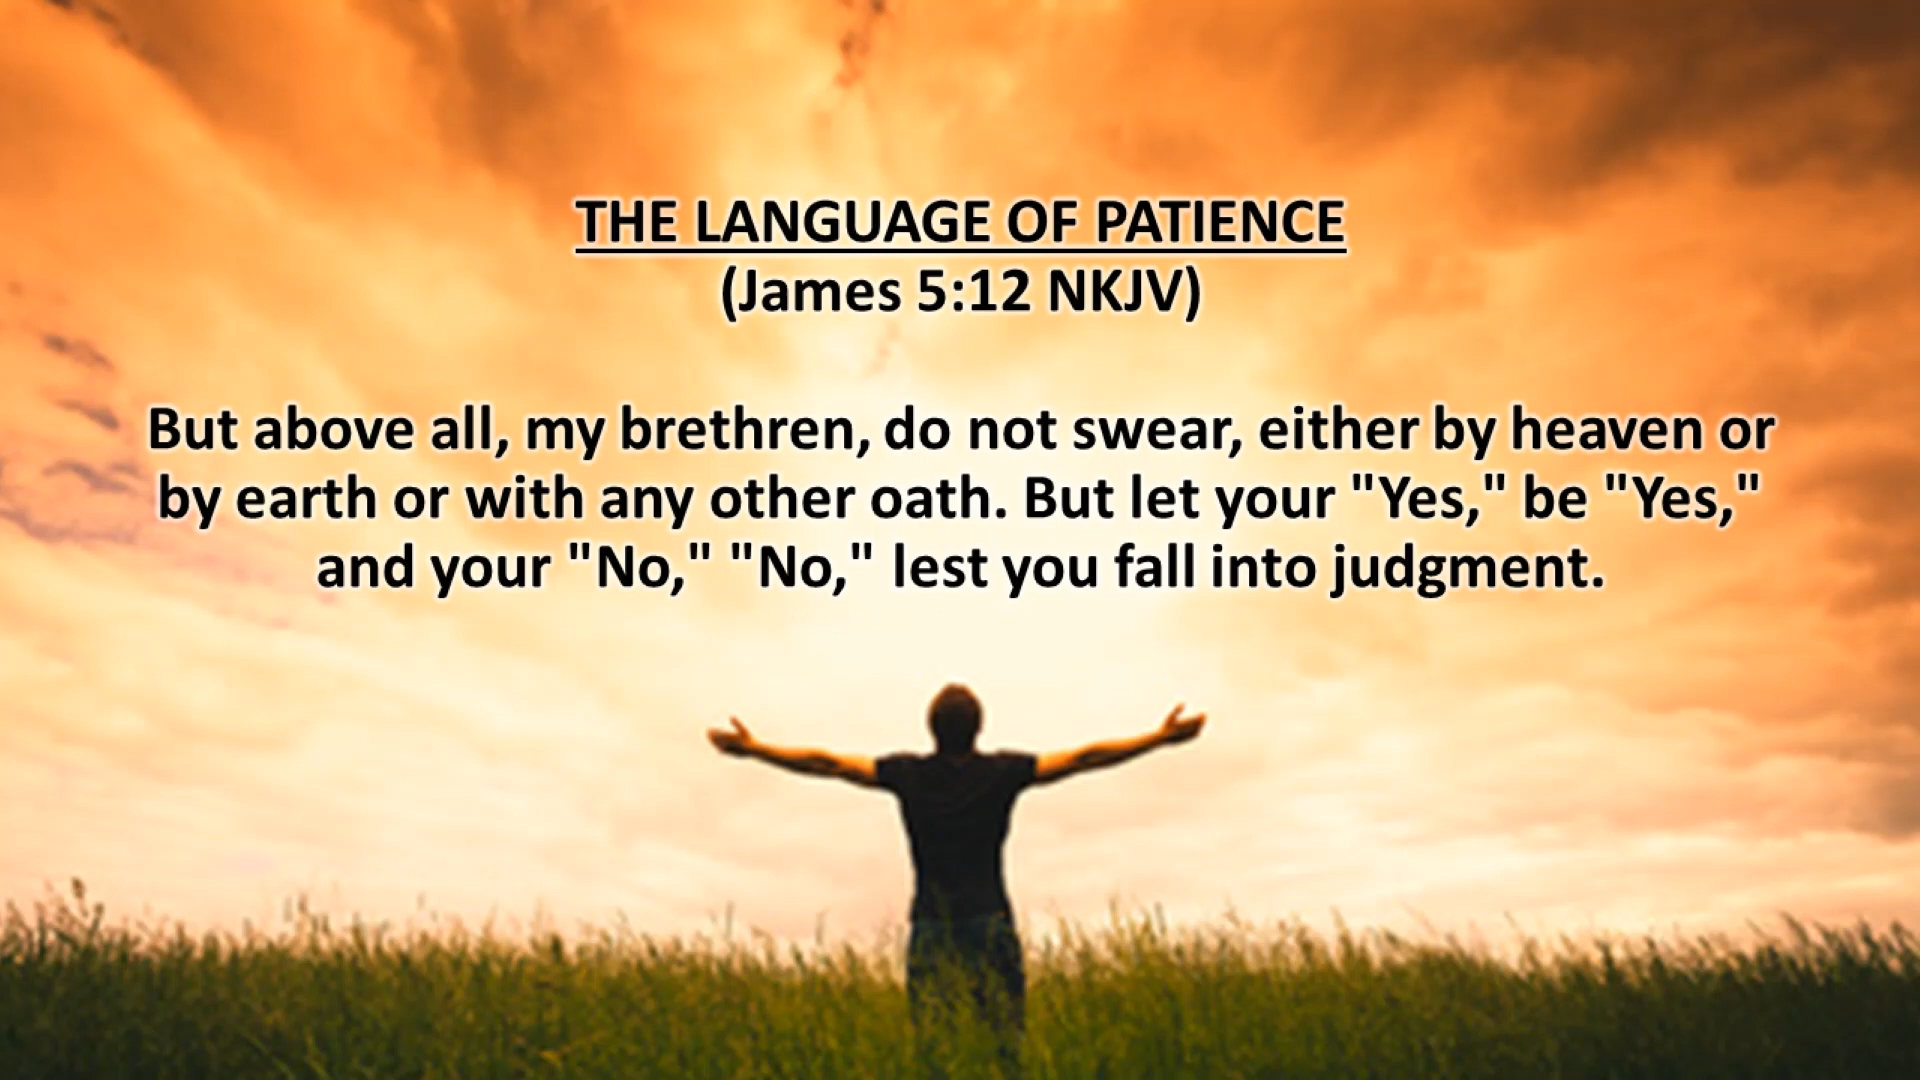 THE LANGUAGE OF PATIENCE
(James 5:12 NKJV)
But above all, my brethren, do not swear, either by heaven or
by earth or with any other oath. But let your "Yes," be "Yes,"
and your "No," "No," lest you fall into judgment.